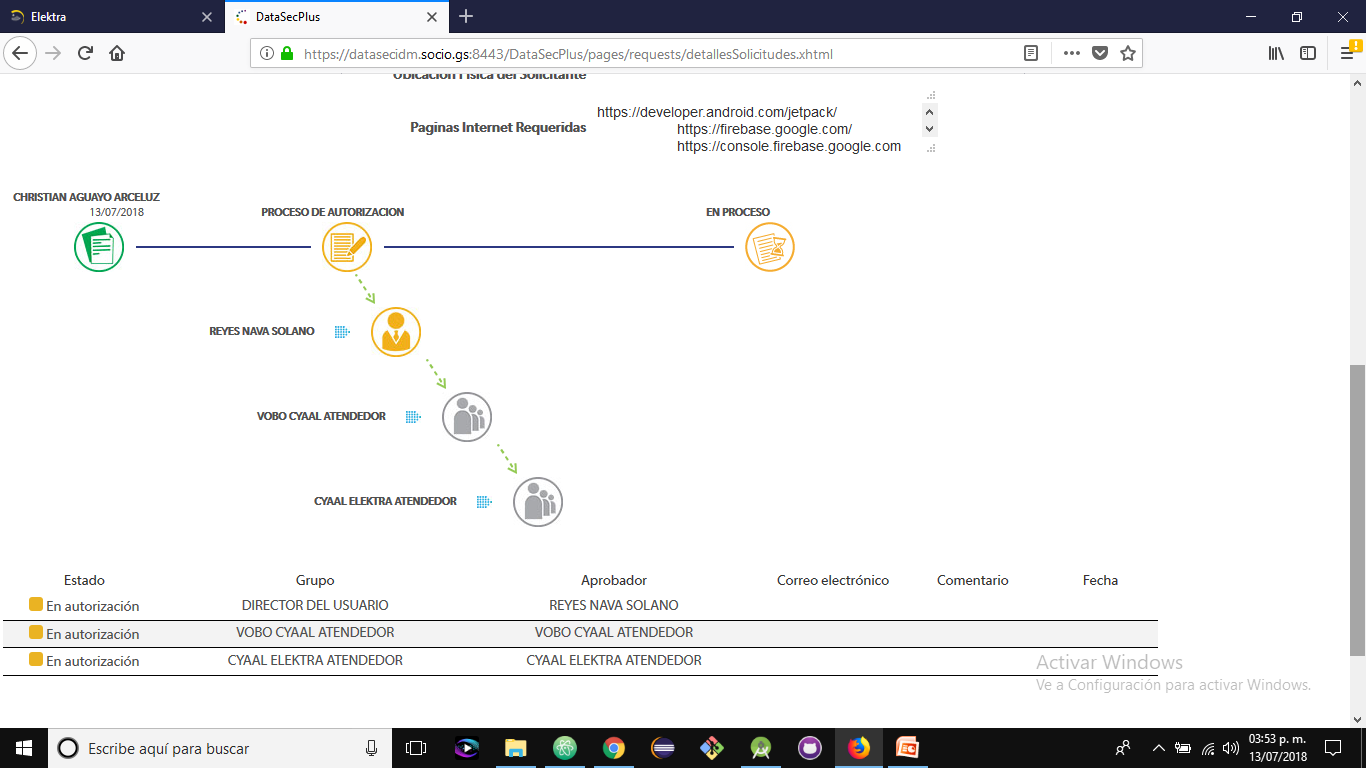 Elektra
DataSecPlus
https://datasecidm.socio.gs:8443/DataSecPlus/pages/requests/detallesSolicitudes.xhtml
Ubicación Física del Solicitante
Paginas Internet Requeridas
https://developer.android.com/jetpack/
https://firebase.google.com/
https://console.firebase.google.com
CHRISTIAN AGUAYO ARCELUZ
13/07/2018
PROCESO DE AUTORIZACION
EN PROCESO
REYES NAVA SOLANO
VOBO CYAAL ATENDEDOR
CYAAL ELEKTRA ATENDEDOR
Estado Grupo Aprobador Correo electrónico Comentario Fecha
En autorización DIRECTOR DEL USUARIO REYES NAVA SOLANO
En autorización VOBO CYAAL ATENDEDOR VOBO CYAAL ATENDEDOR
En autorización CYAAL ELEKTRA ATENDEDOR CYAAL ELEKTRA ATENDEDOR
Activar Windows
Ve a Configuración para activar Windows.
Escribe aquí para buscar
03:53 p. m.
13/07/2018